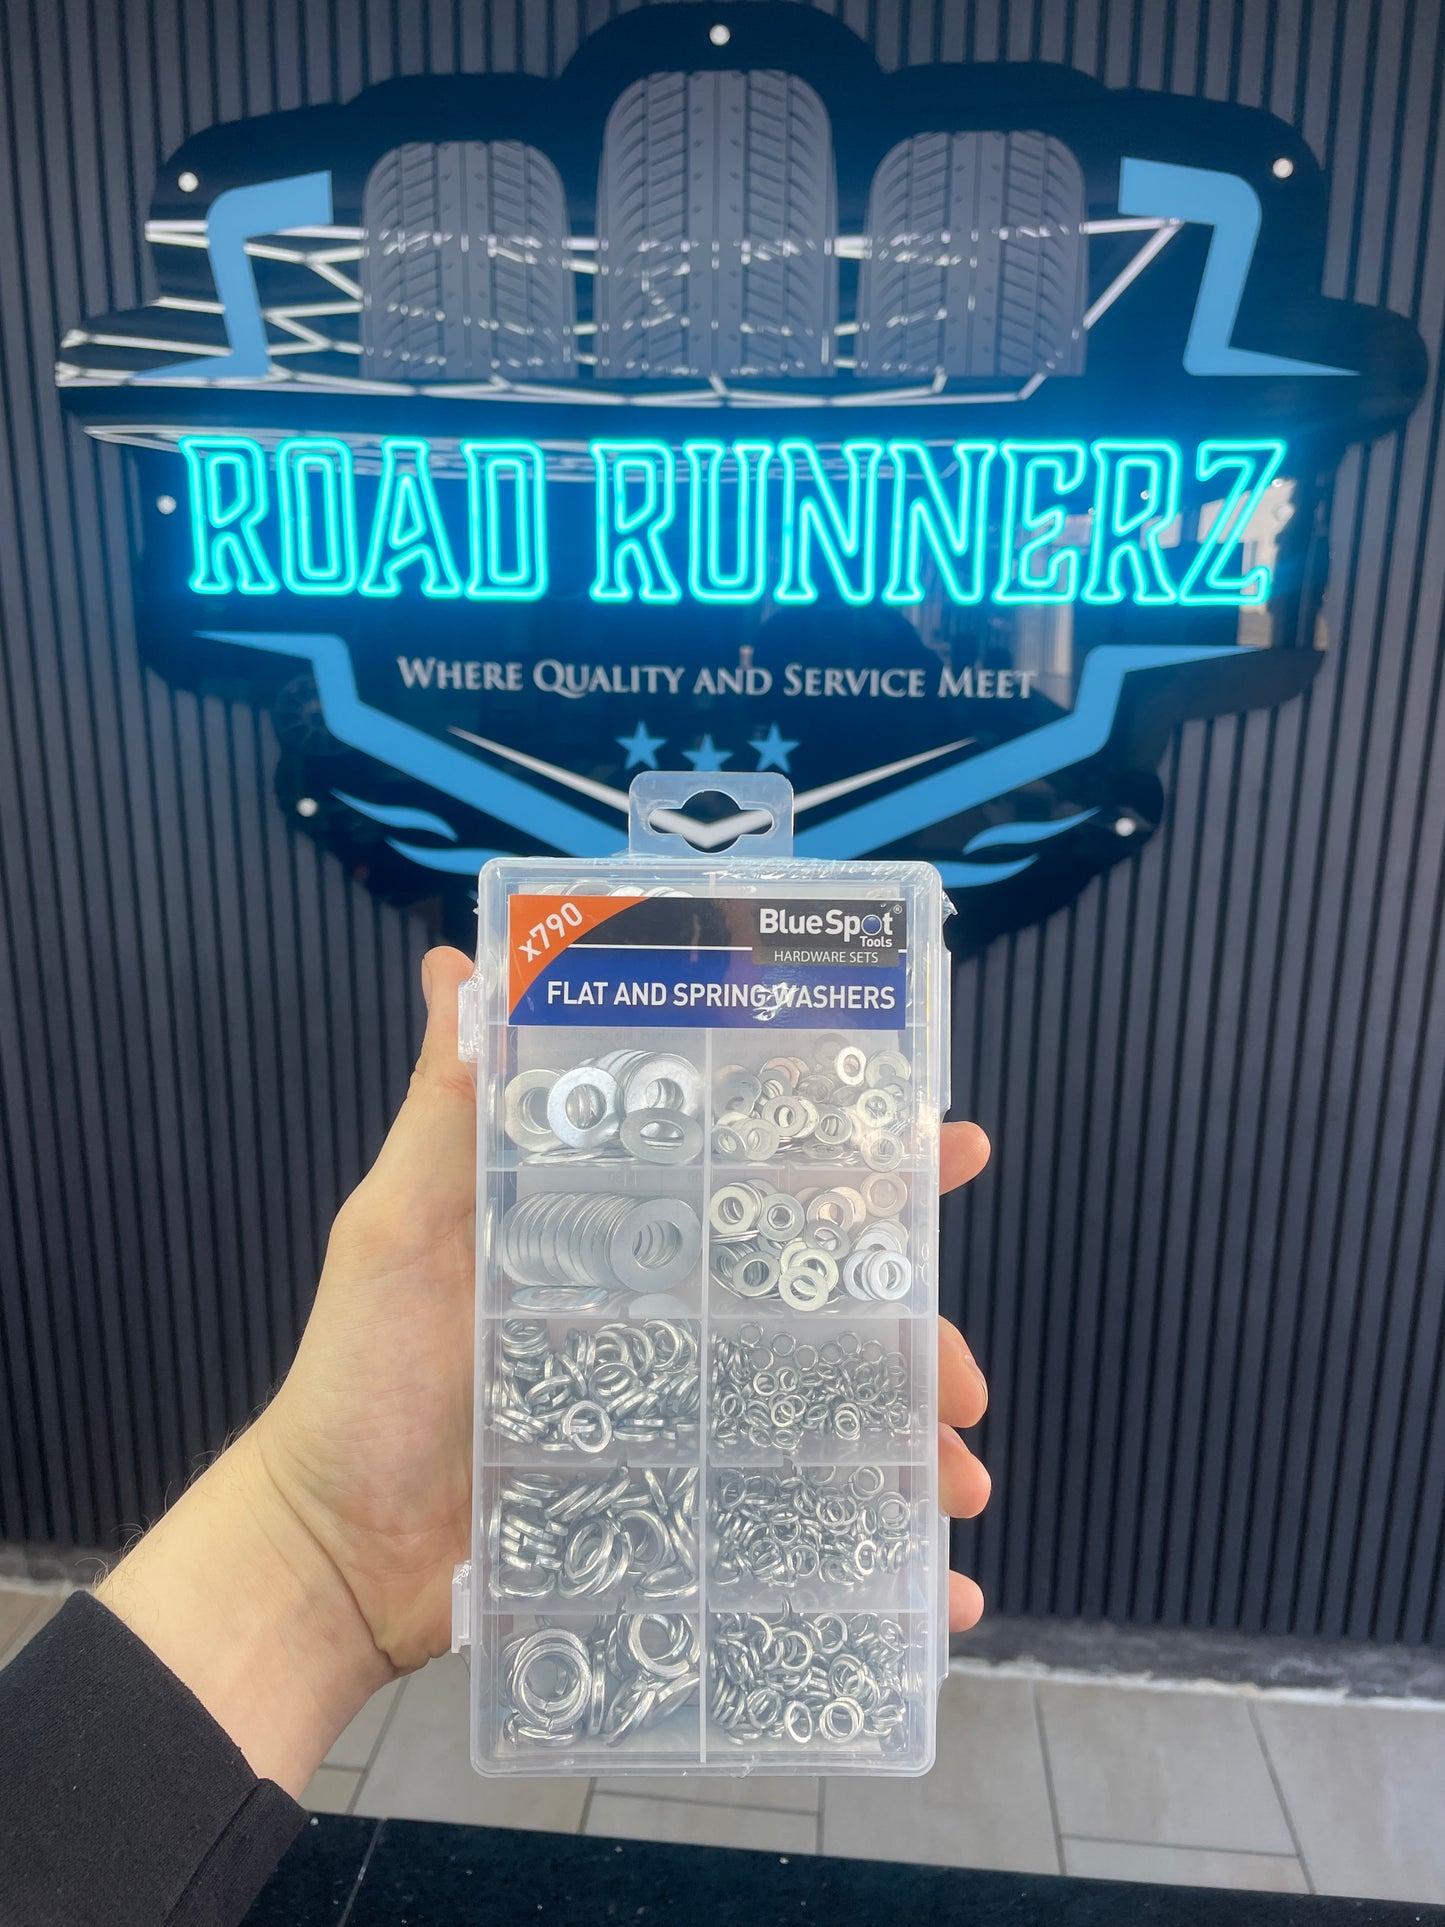 ROAD RUNNERZ
WHERE QUALITY AND SERVICE MEET
x790
BlueSpot®
Tools
HARDWARE SETS
FLAT AND SPRING WASHERS